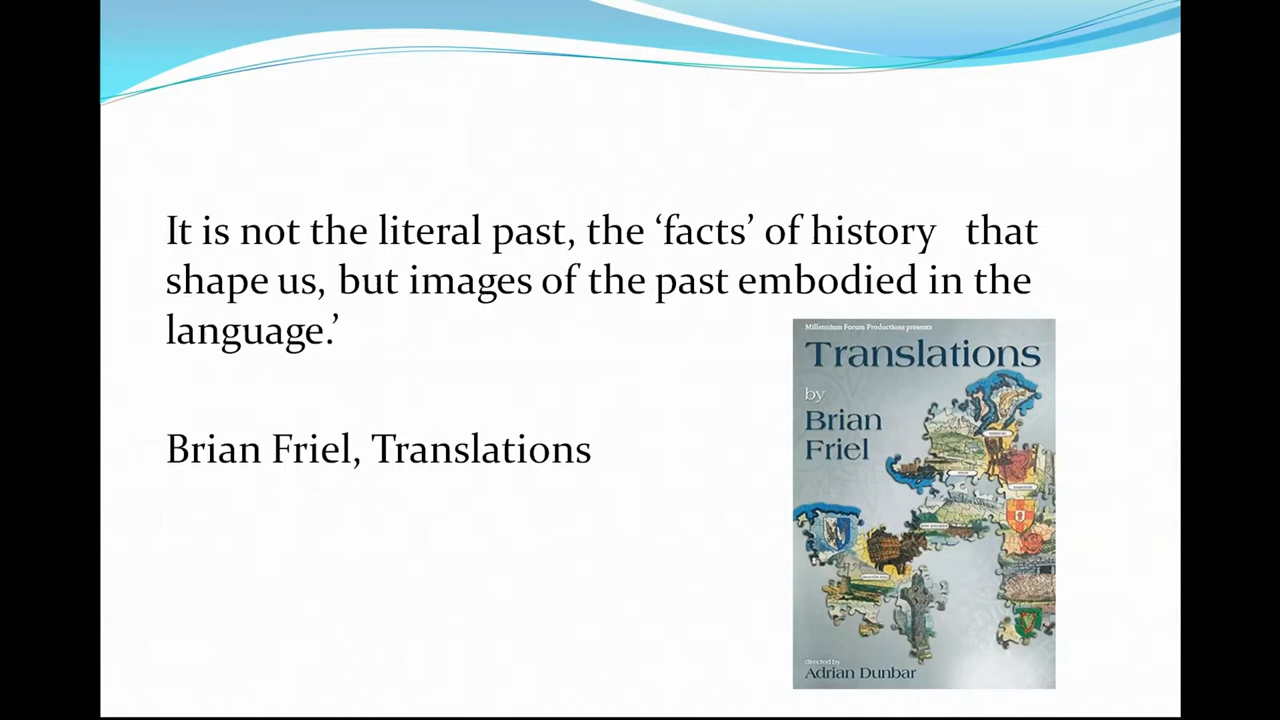 It is not the literal past, the ‘facts’ of history   that
shape us, but images of the past embodied in the
language.’
Brian Friel, Translations
Millennium Forum Productions presents
Translations
by
Brian
Friel
directed by
Adrian Dunbar